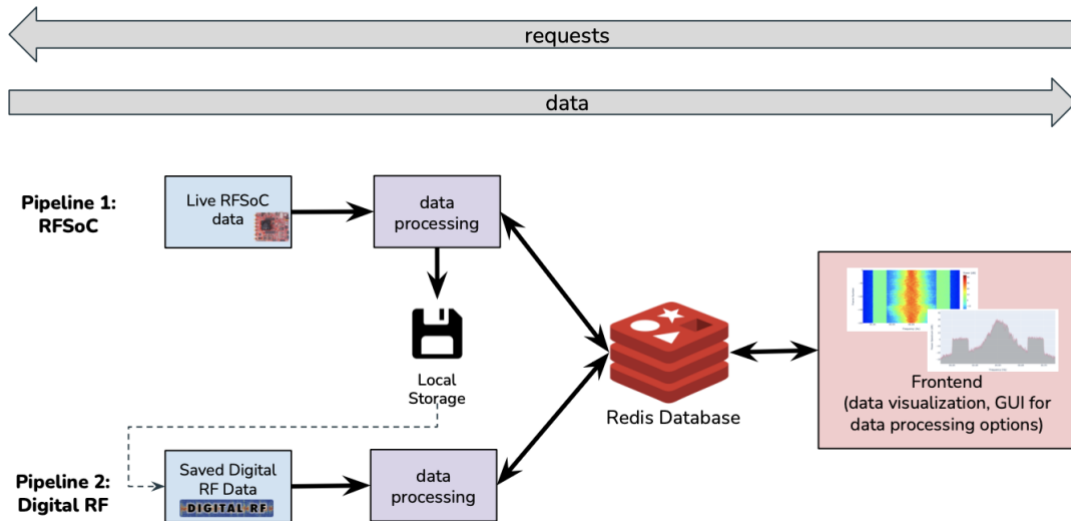 requests
data
Pipeline 1:
RFSoC
Live RFSoC
data
data
processing
Local
Storage
Redis Database
Frontend
(data visualization, GUI for
data processing options)
Pipeline 2:
Digital RF
Saved Digital
RF Data
DIGITAL RF
data
processing